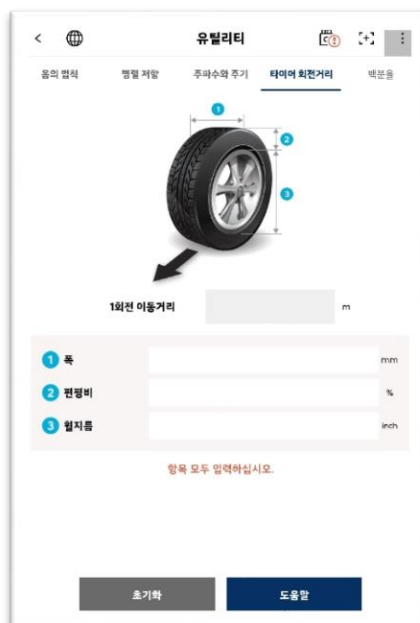 유틸리티
옴의 법칙 병렬 저항 주파수와 주기 타이어 회전거리 백분율
1
2
3
1회전 이동거리 m
1 폭 mm
2 편평비 %
3 휠지름 inch
항목 모두 입력하십시오.
초기화 도움말